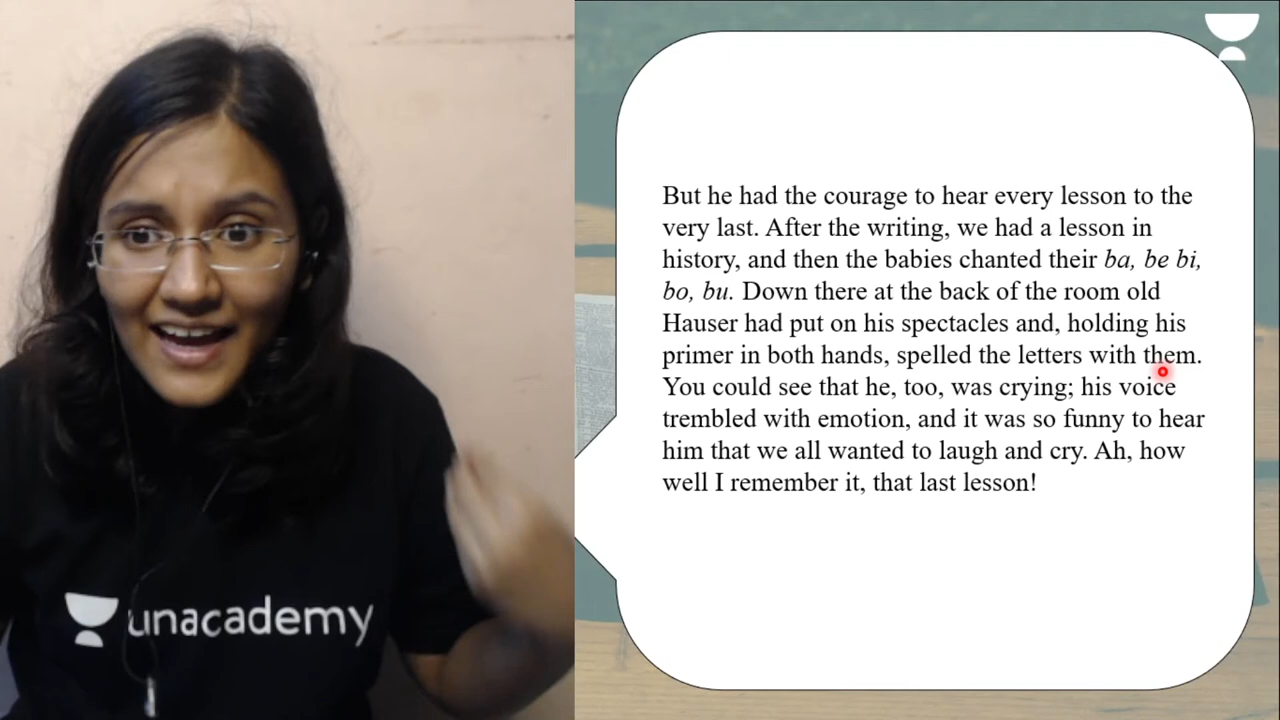 But he had the courage to hear every lesson to the
very last. After the writing, we had a lesson in
history, and then the babies chanted their ba, be bi,
bo, bu. Down there at the back of the room old
Hauser had put on his spectacles and, holding his
primer in both hands, spelled the letters with them.
You could see that he, too, was crying; his voice
trembled with emotion, and it was so funny to hear
him that we all wanted to laugh and cry. Ah, how
well I remember it, that last lesson!
unacademy